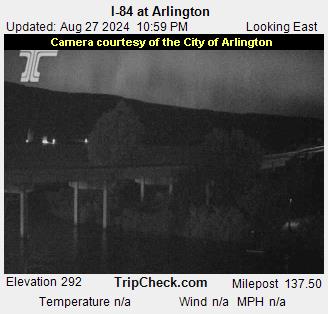 I-84 at Arlington
Updated: Aug 27 2024 10:59 PM Looking East
Camera courtesy of the City of Arlington
Elevation 292 TripCheck.com Milepost 137.50
Temperature n/a Wind n/a MPH n/a